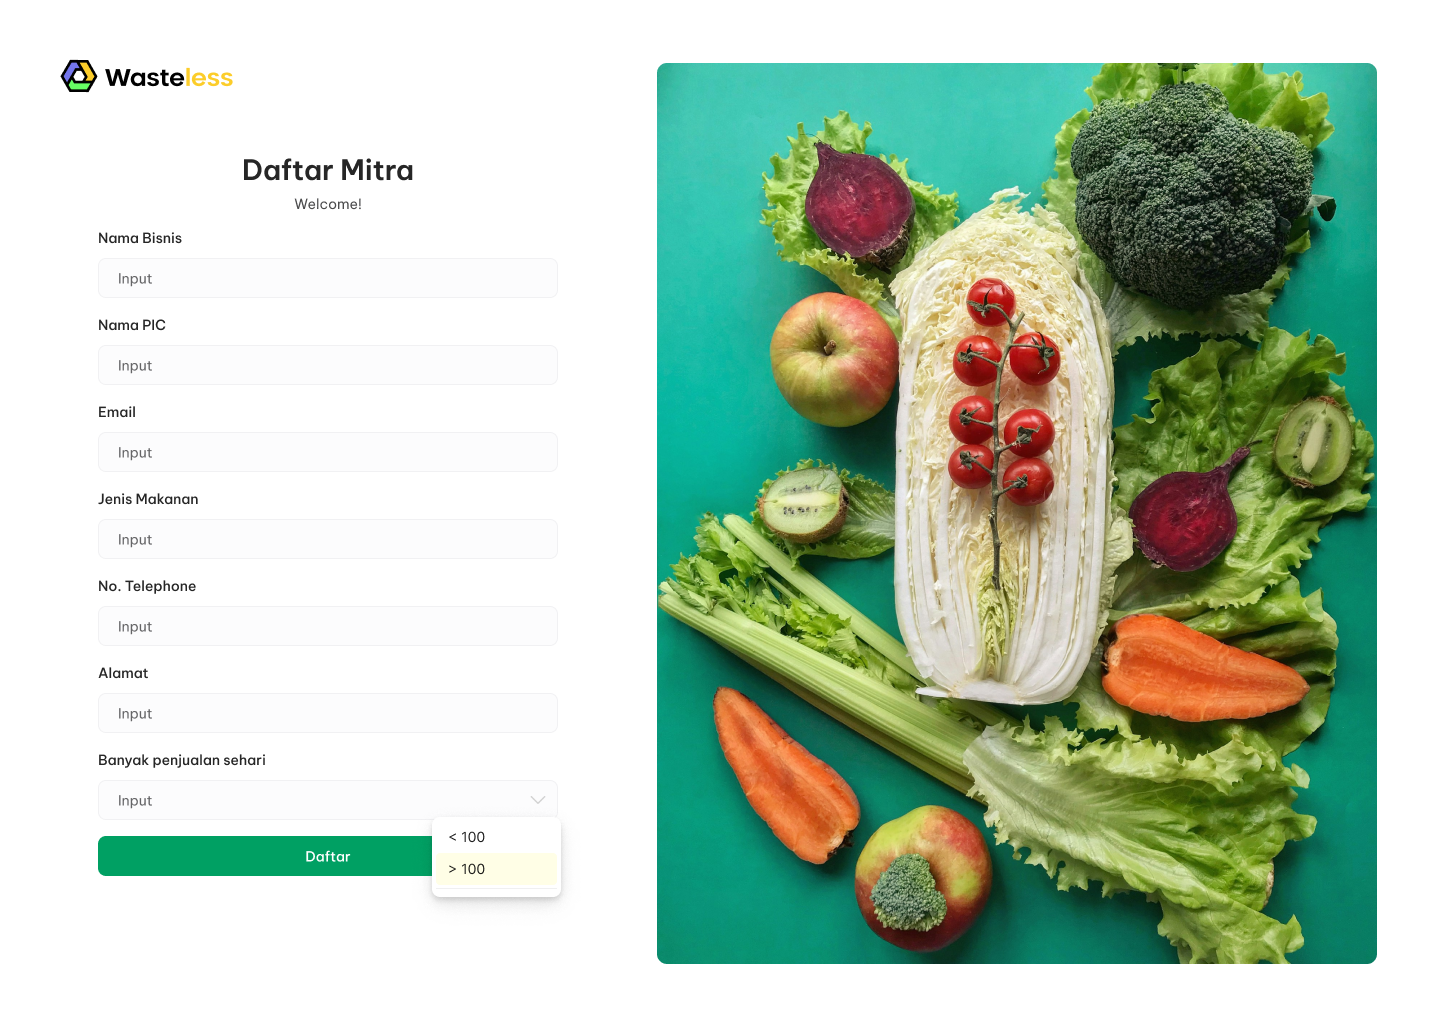 Wasteless
Daftar Mitra
Welcome!
Nama Bisnis
Input
Nama PIC
Input
Email
Input
Jenis Makanan
Input
No. Telephone
Input
Alamat
Input
Banyak penjualan sehari
Input
< 100
> 100
Daftar